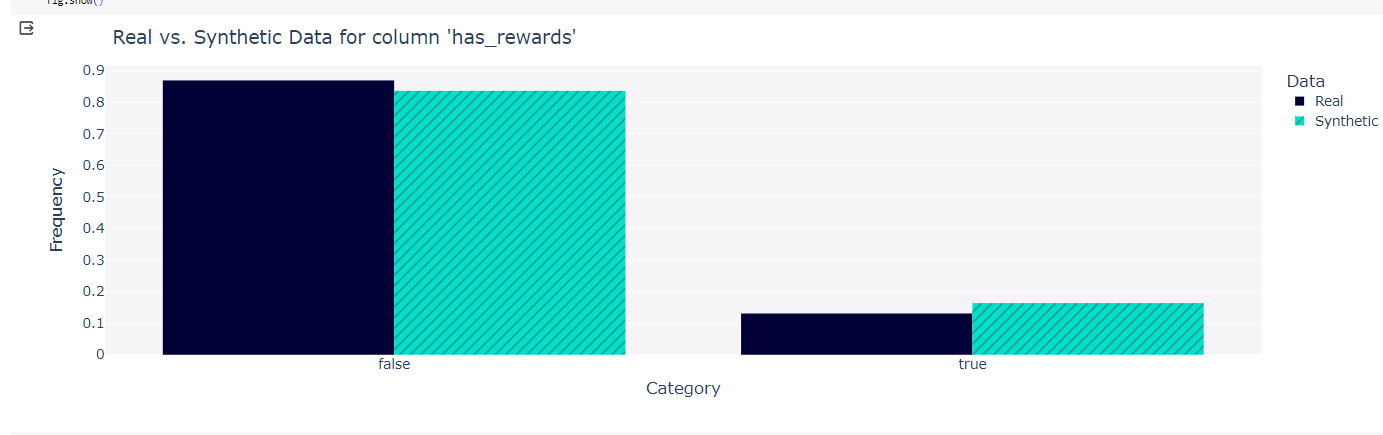 fig.show()
Real vs. Synthetic Data for column 'has_rewards'
Data
Real
Synthetic
Frequency
0.9
0.8
0.7
0.6
0.5
0.4
0.3
0.2
0.1
0
false
true
Category